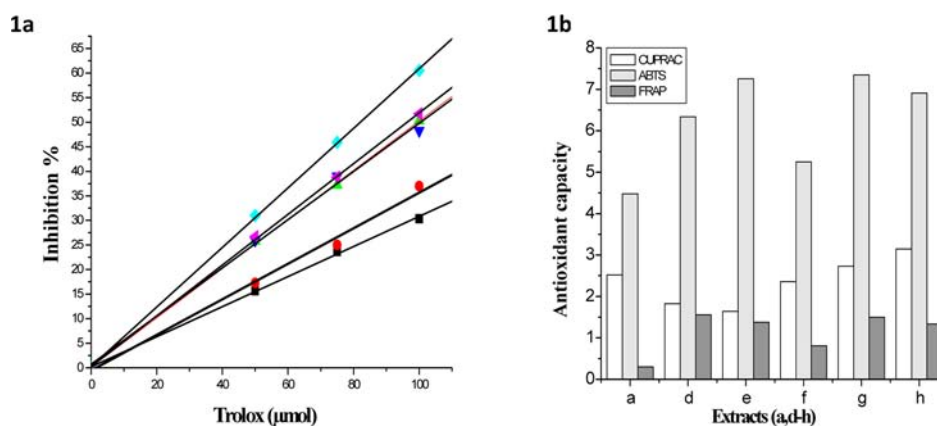 1a
65
60
55
50
45
40
35
30
25
20
15
10
5
0
Inhibition %
0 20 40 60 80 100
Trolox (µmol)
1b
8
7
6
5
4
3
2
1
0
Antioxidant capacity
CUPRAC
ABTS
FRAP
a d e f g h
Extracts (a,d-h)